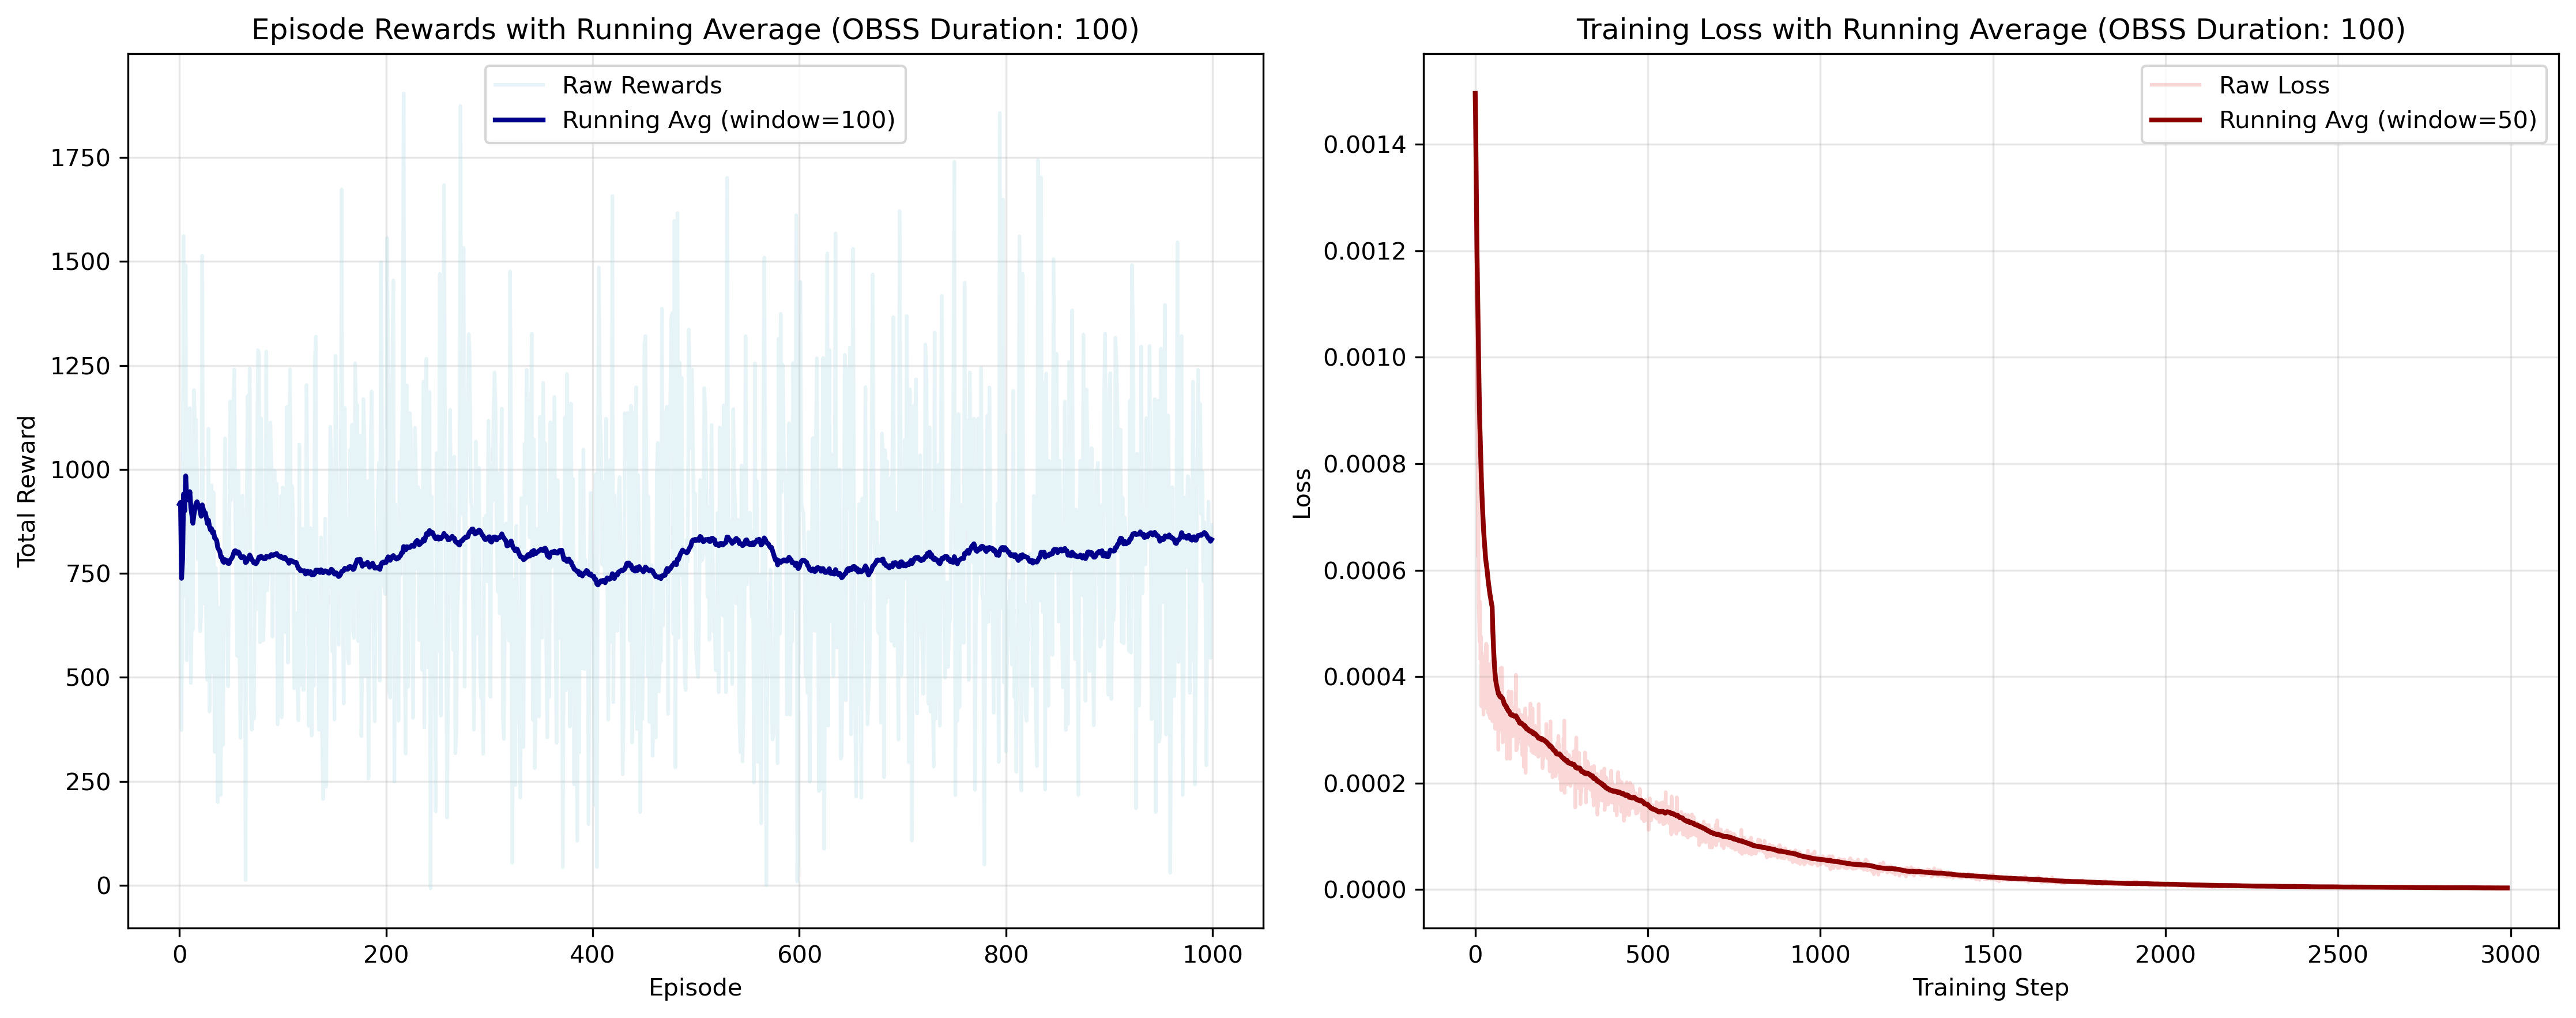 Episode Rewards with Running Average (OBSS Duration: 100)
Raw Rewards
Running Avg (window=100)
Total Reward
1750
1500
1250
1000
750
500
250
0
0 200 400 600 800 1000
Episode
Training Loss with Running Average (OBSS Duration: 100)
Raw Loss
Running Avg (window=50)
Loss
0.0014
0.0012
0.0010
0.0008
0.0006
0.0004
0.0002
0.0000
0 500 1000 1500 2000 2500 3000
Training Step